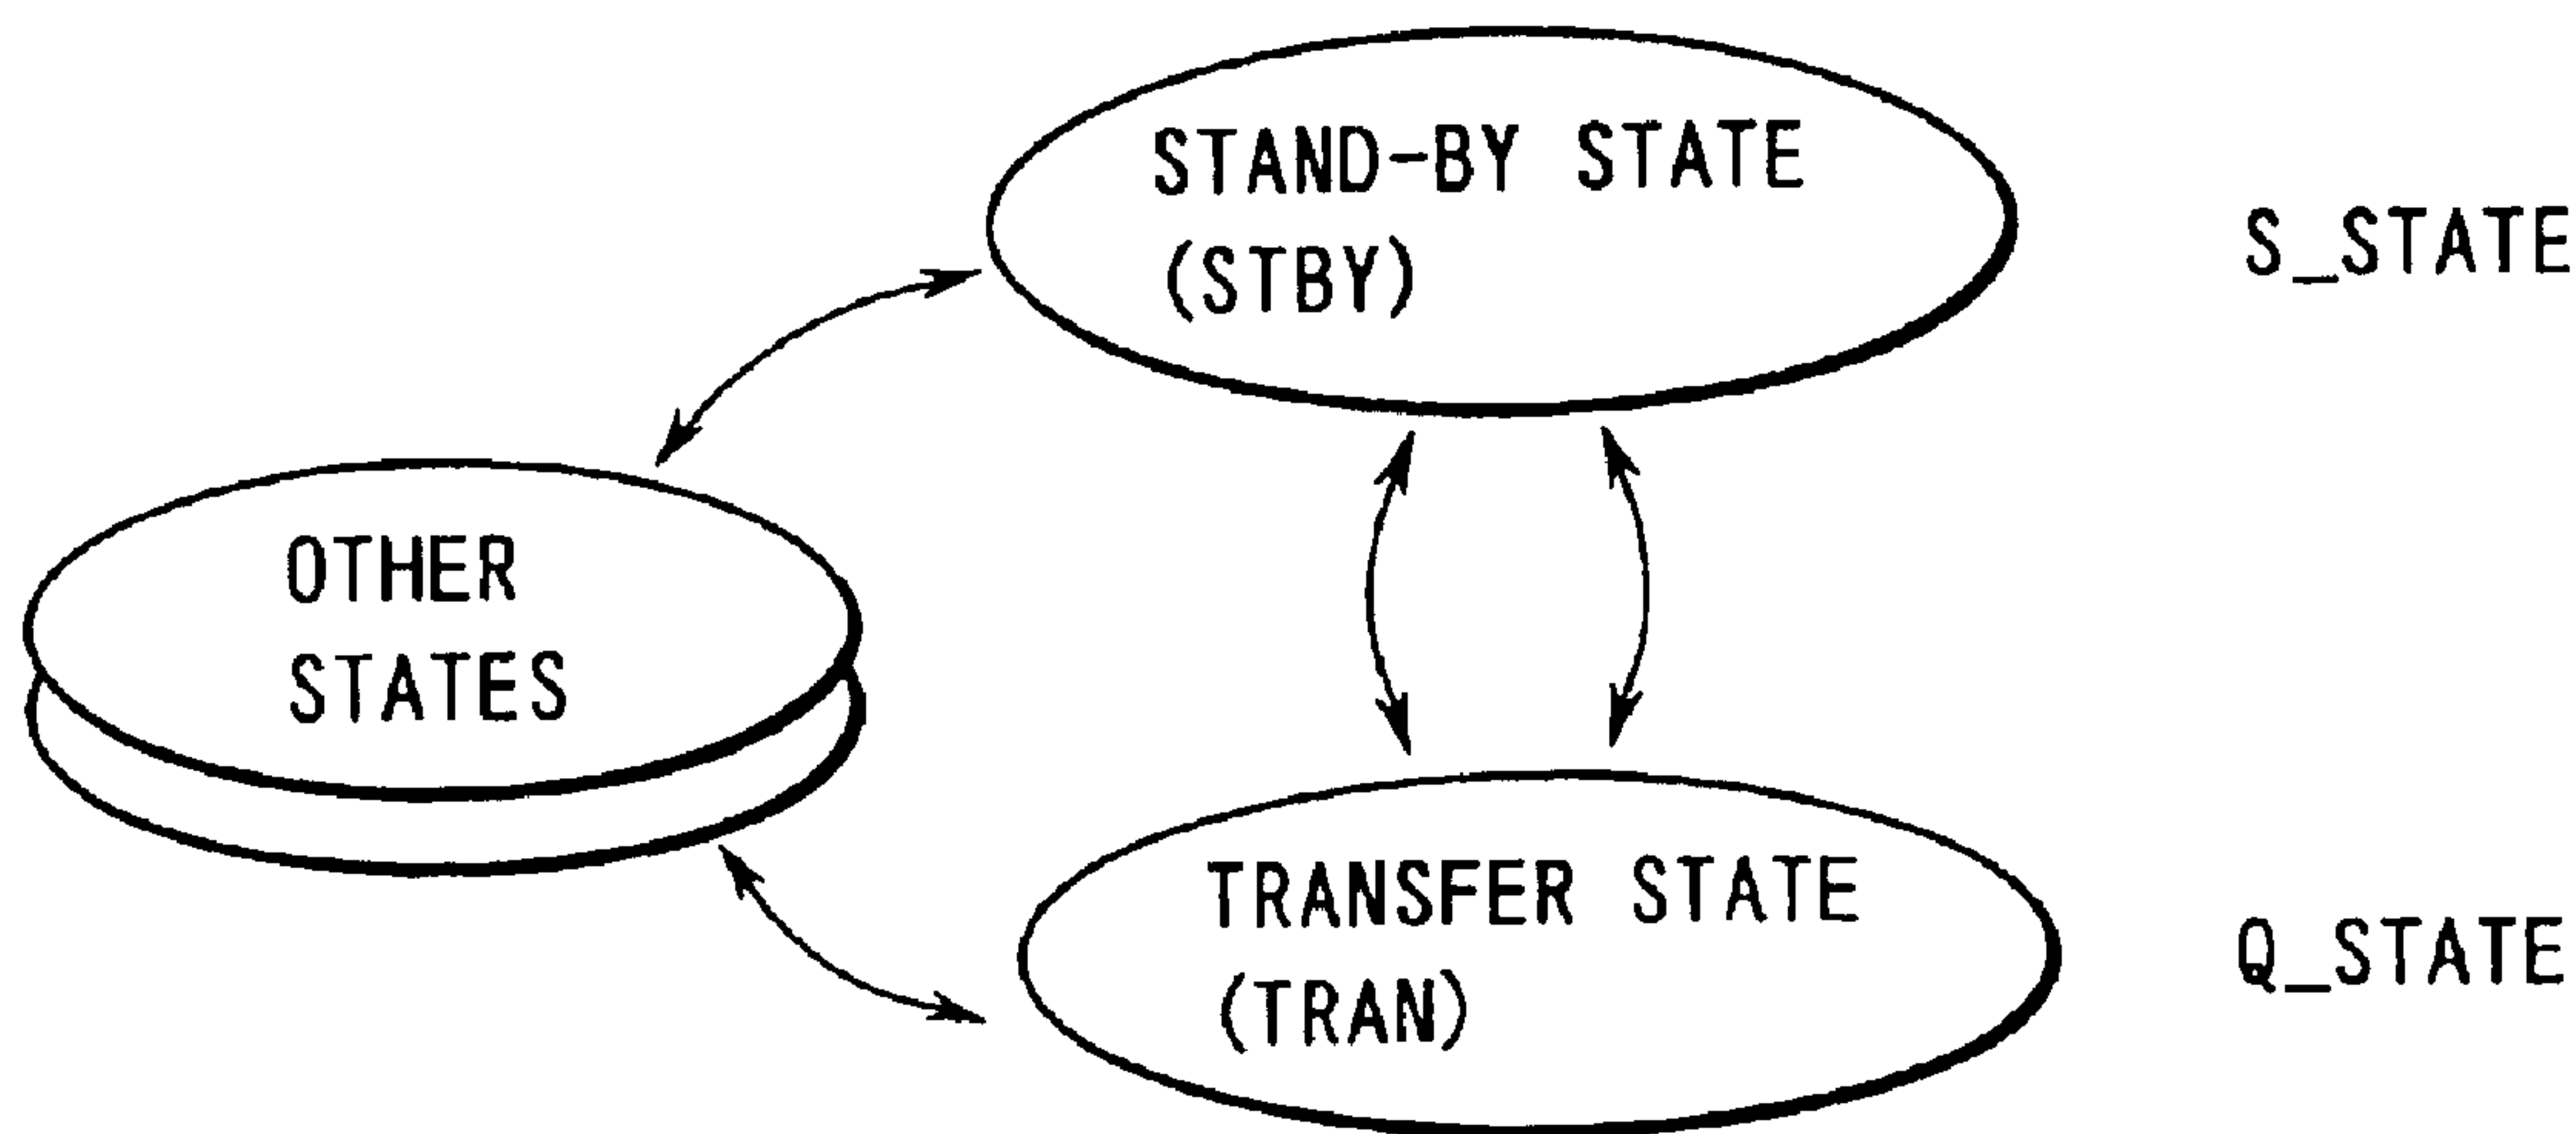 STAND-BY STATE
(STBY)
S_STATE
OTHER
STATES
TRANSFER STATE
(TRAN)
Q_STATE